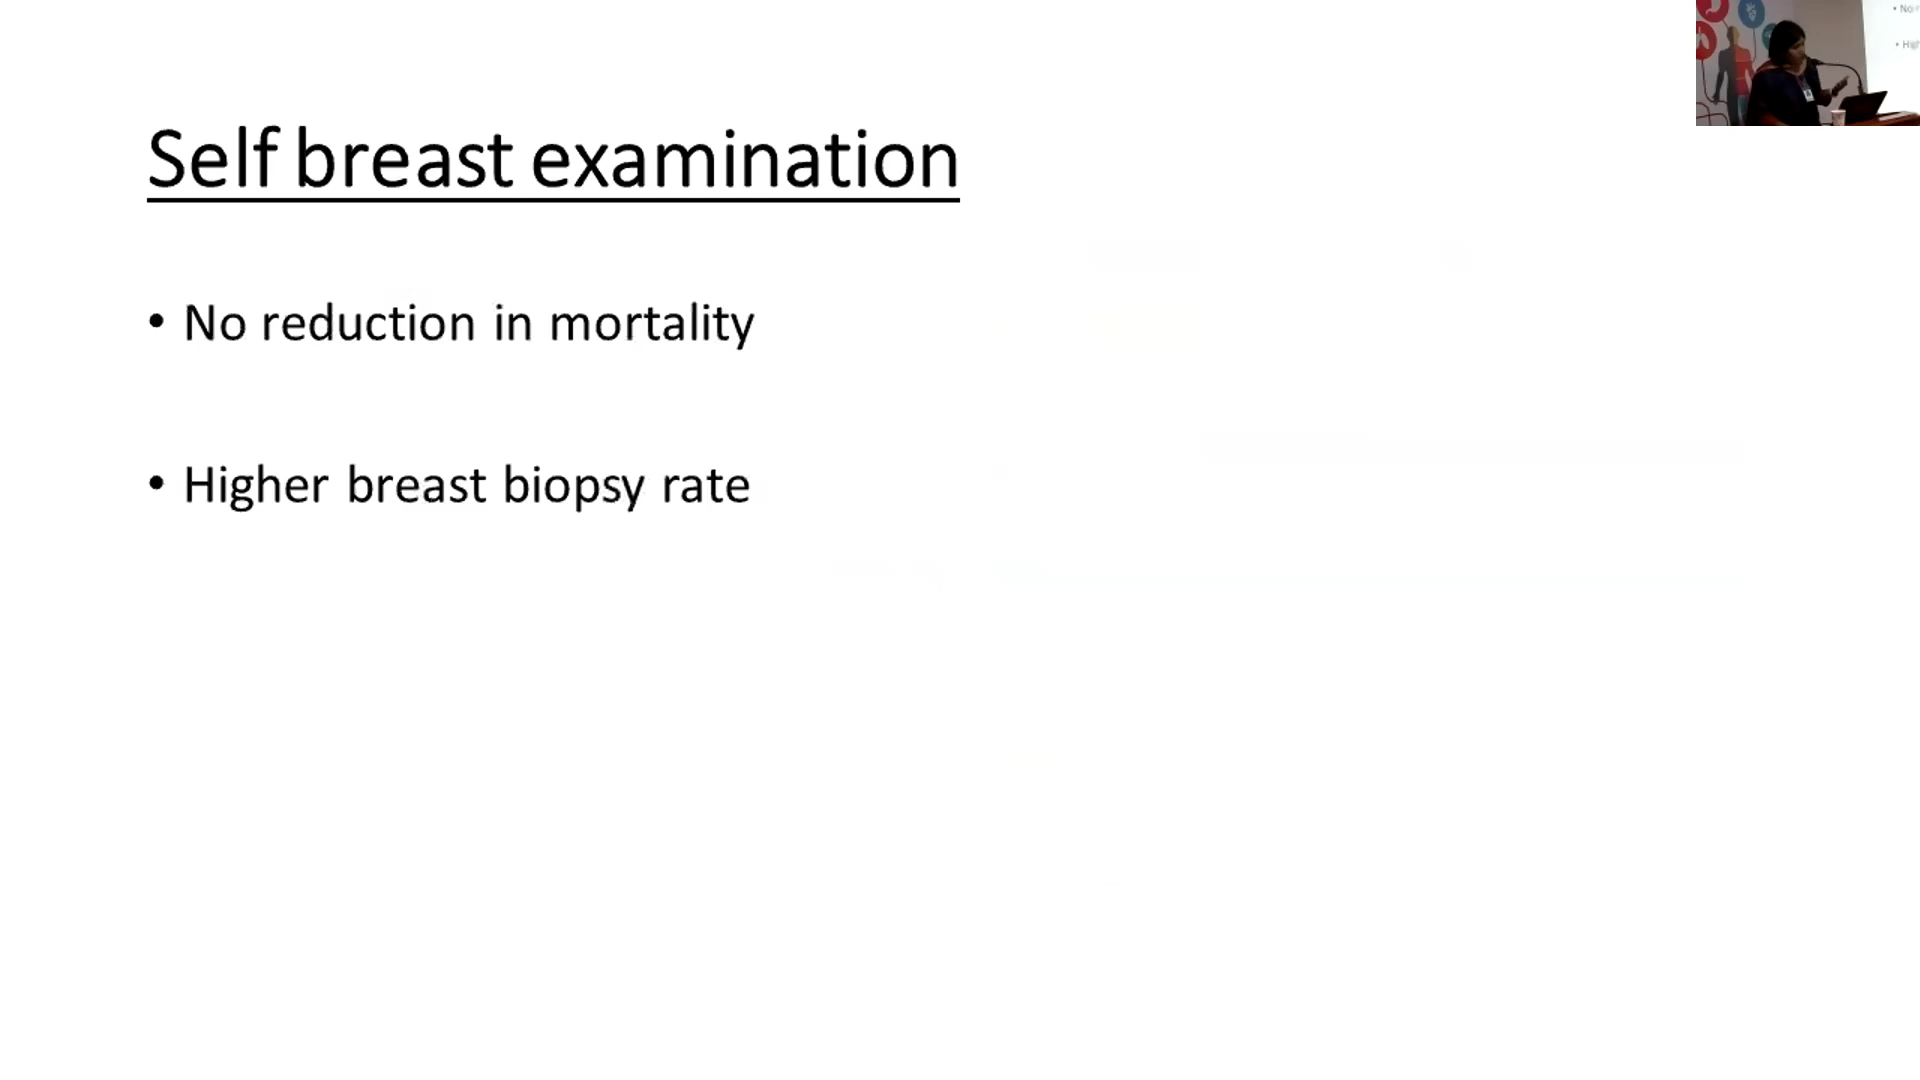 Self breast examination
• No reduction in mortality
• Higher breast biopsy rate